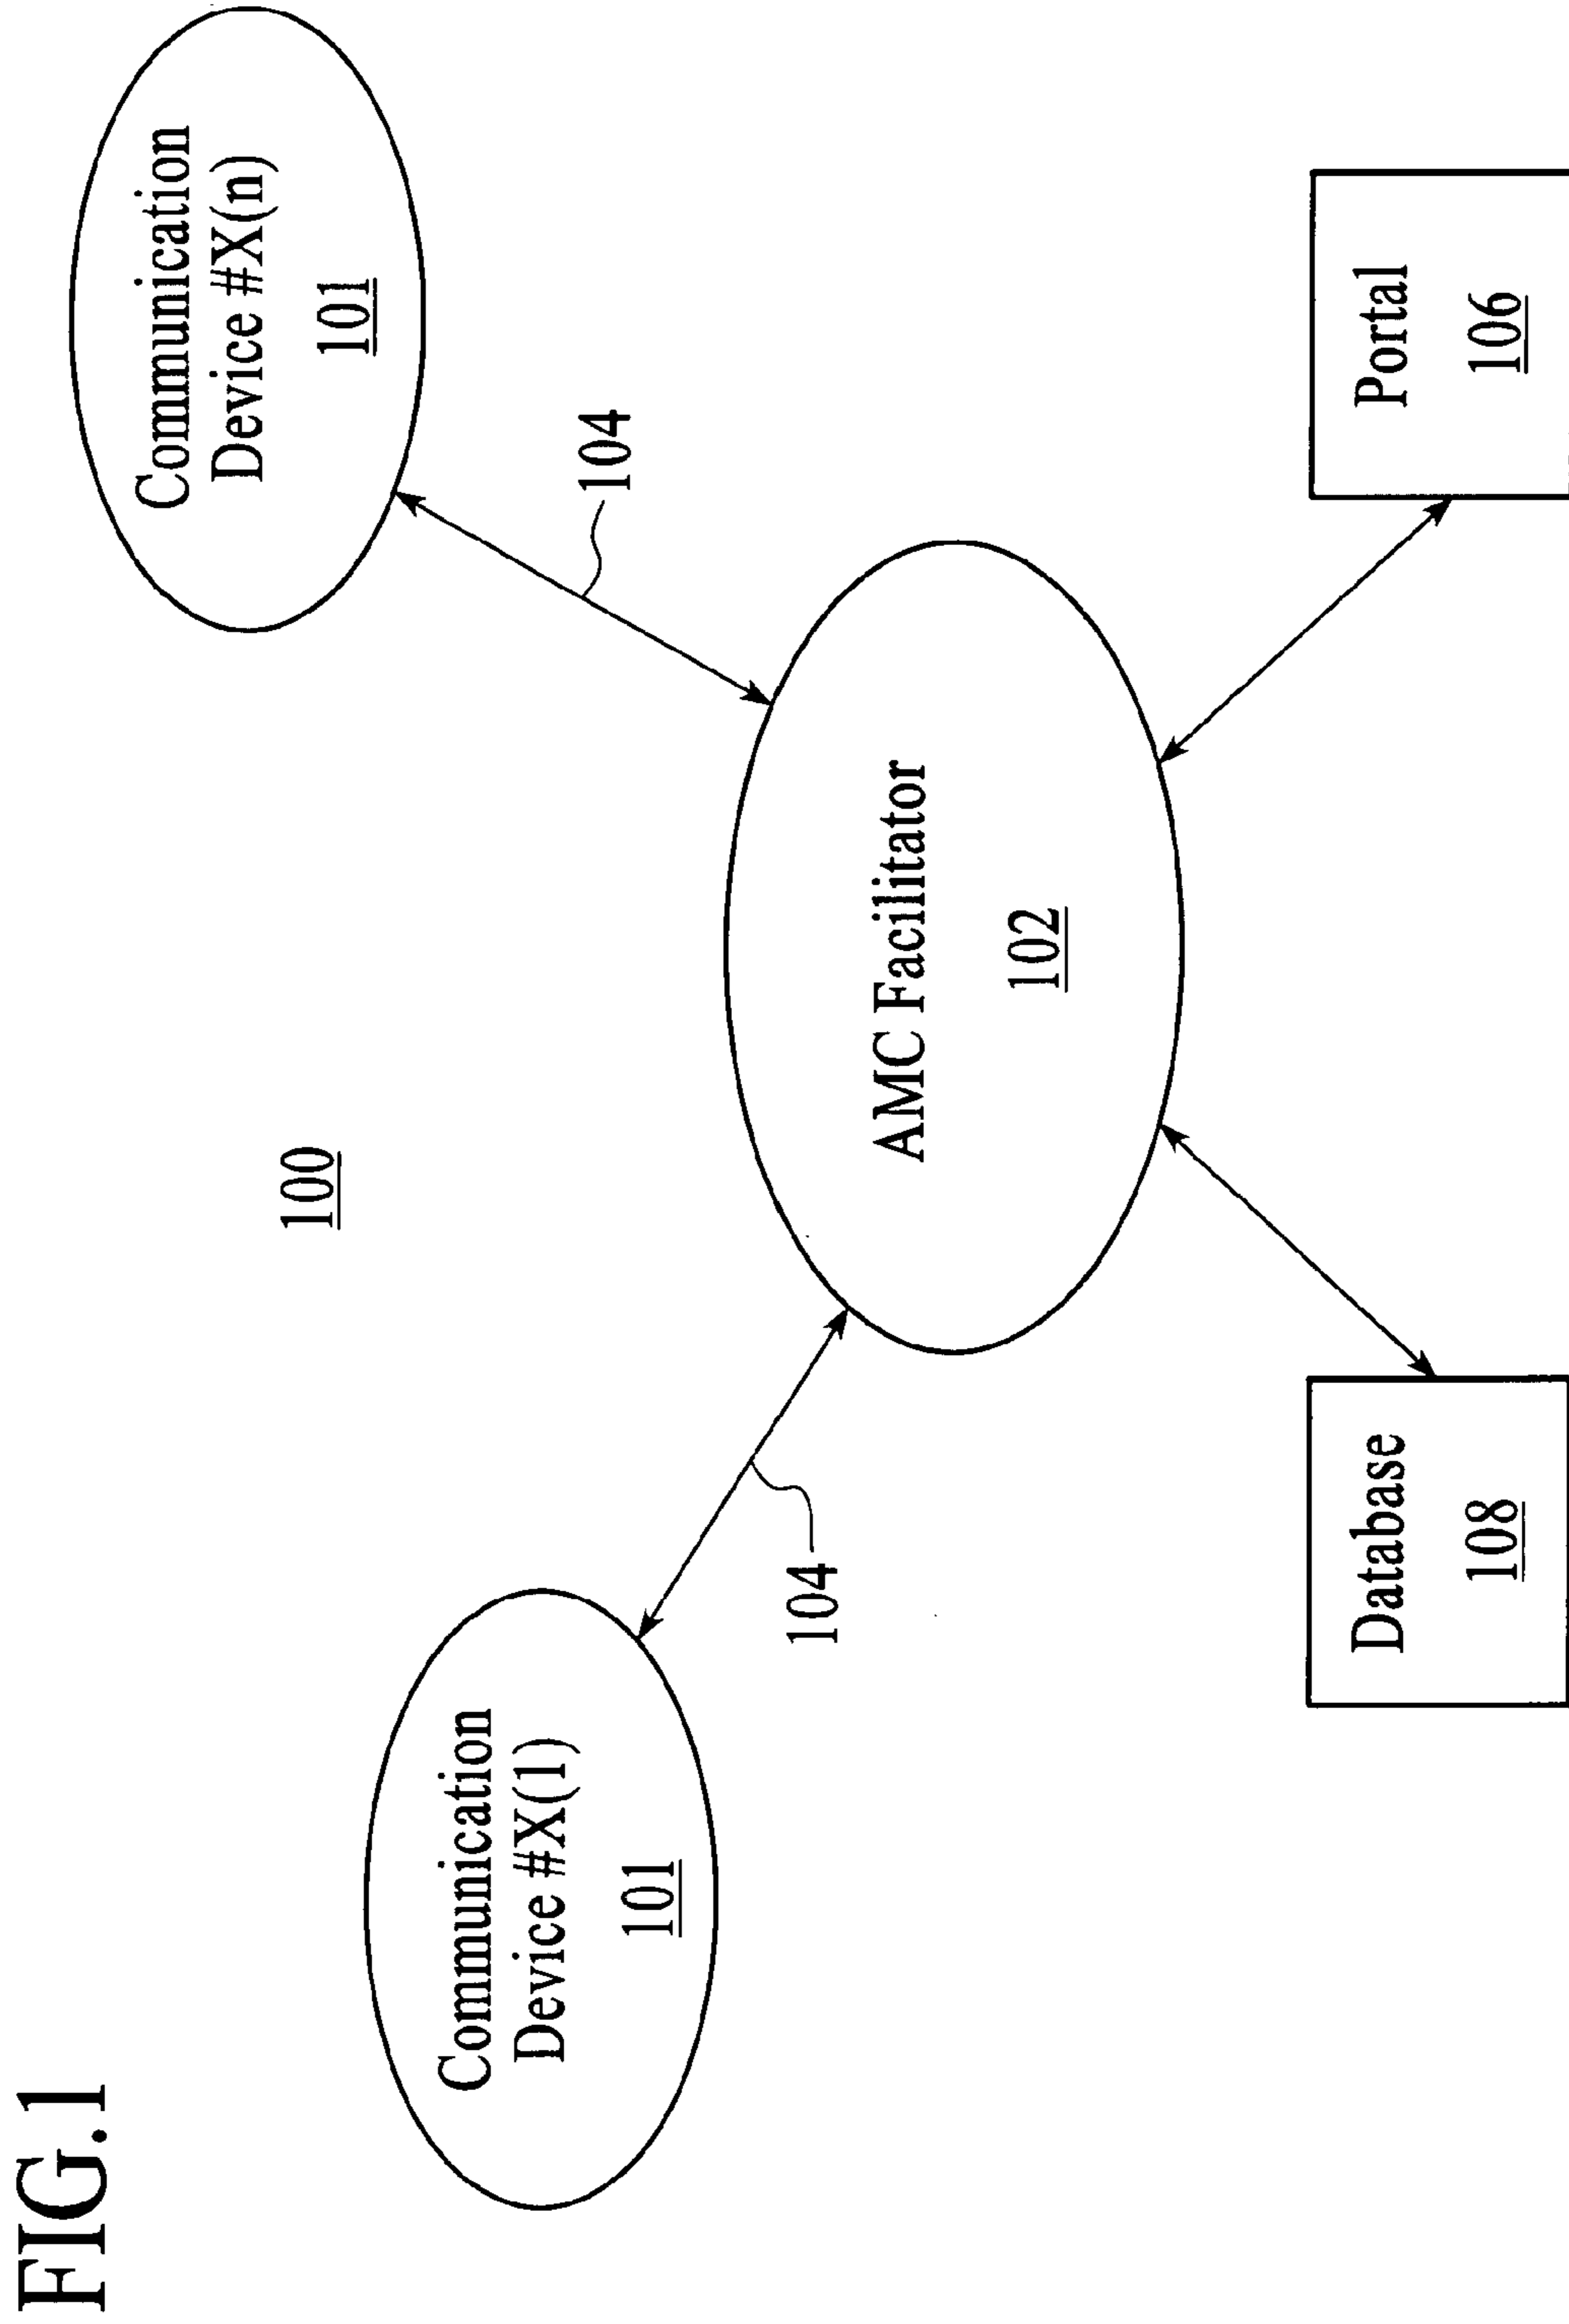 FIG.1
100
Communication
Device #X(1)
101
Communication
Device #X(n)
101
104
104
AMC Facilitator
102
Database
108
Portal
106